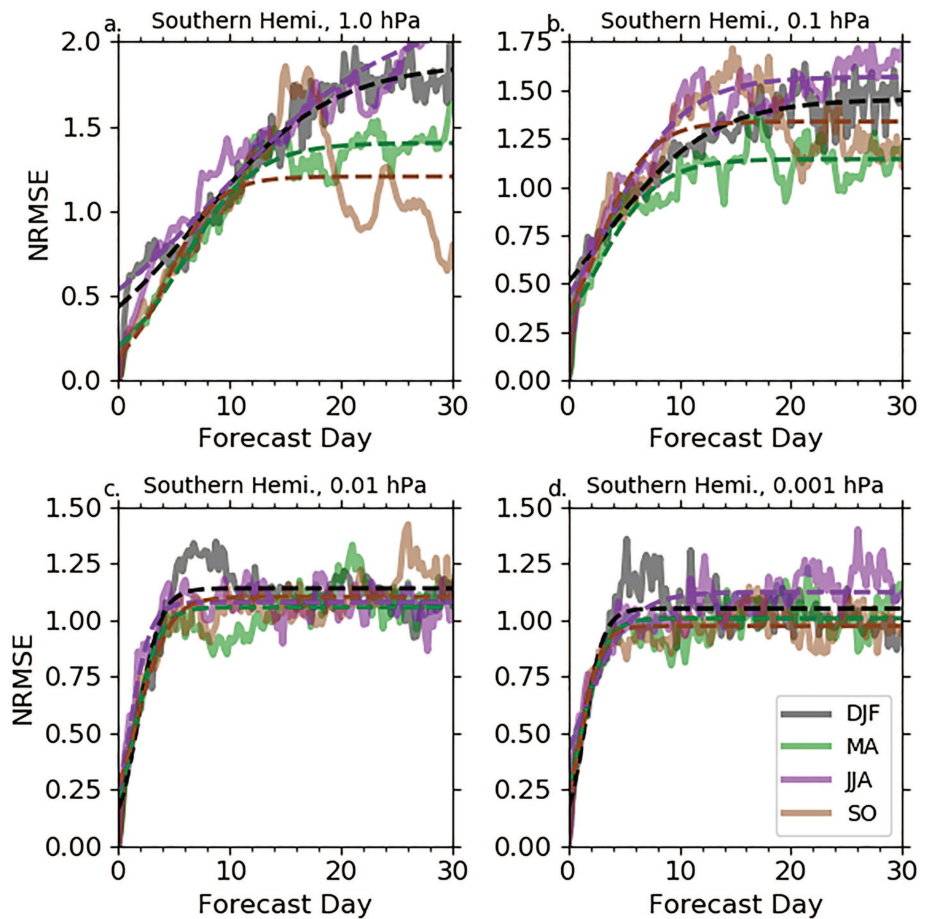 a. Southern Hemi., 1.0 hPa
2.0
1.5
1.0
0.5
0.0
NRMSE
0 10 20 30
Forecast Day
b. Southern Hemi., 0.1 hPa
1.75
1.50
1.25
1.00
0.75
0.50
0.25
0.00
0 10 20 30
Forecast Day
c. Southern Hemi., 0.01 hPa
1.50
1.25
1.00
0.75
0.50
0.25
0.00
NRMSE
0 10 20 30
Forecast Day
d. Southern Hemi., 0.001 hPa
1.50
1.25
1.00
0.75
0.50
0.25
0.00
DJF
MA
JJA
SO
0 10 20 30
Forecast Day